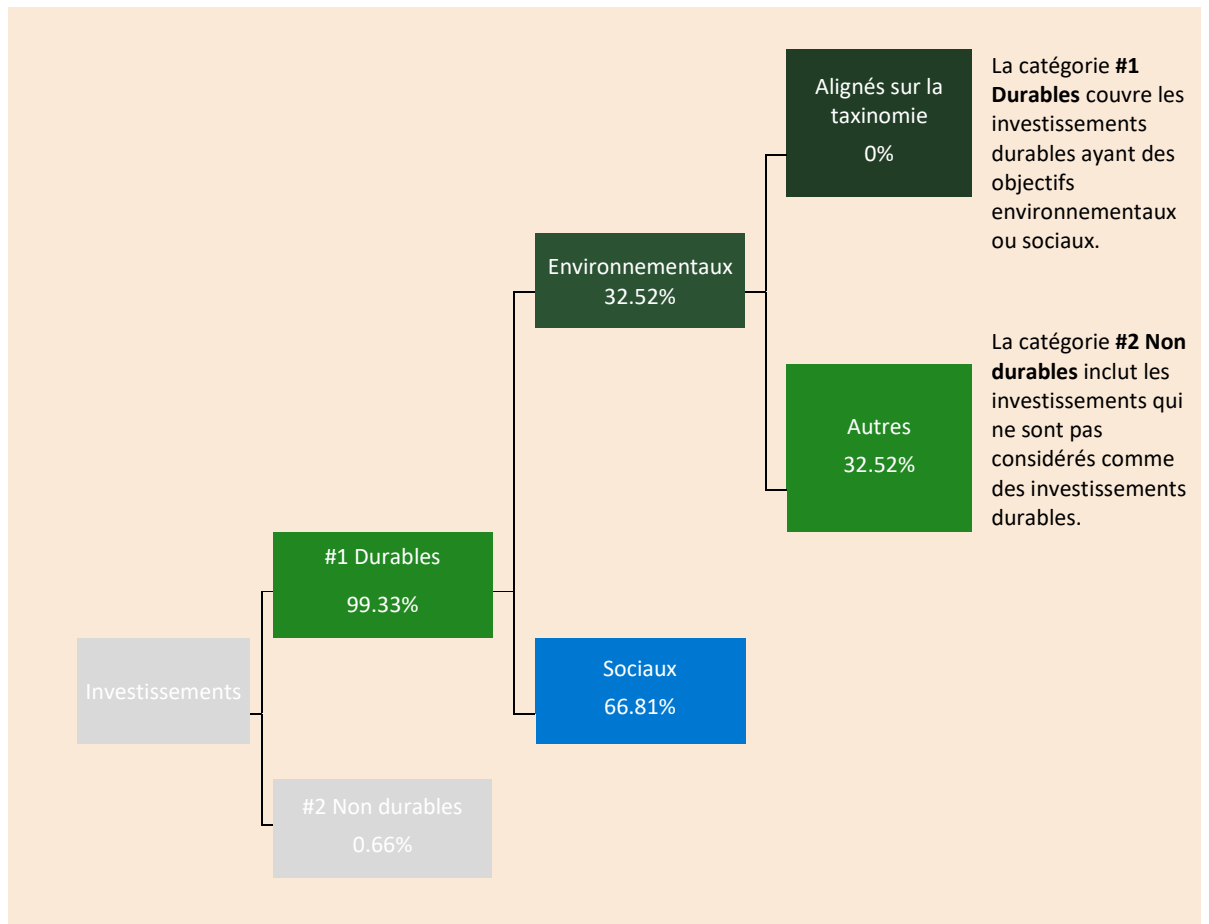 Alignés sur la
taxinomie
0%
La catégorie #1
Durables couvre les
investissements
durables ayant des
objectifs
environnementaux
ou sociaux.
Environnementaux
32.52%
La catégorie #2 Non
durables inclut les
investissements qui
ne sont pas
considérés comme
des investissements
durables.
Autres
32.52%
#1 Durables
99.33%
Sociaux
66.81%
Investissements
#2 Non durables
0.66%